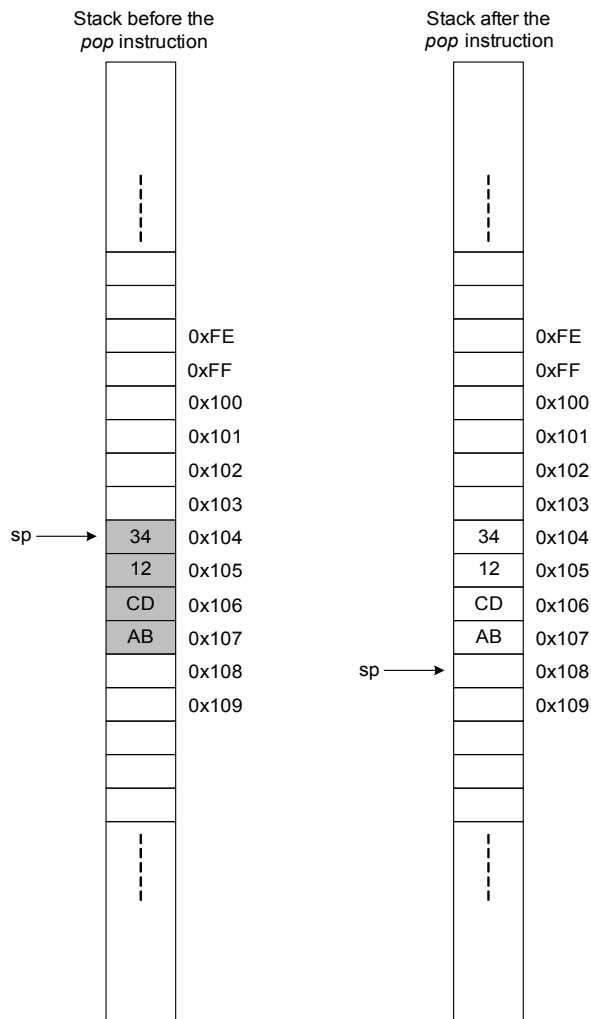 Stack before the
pop instruction
0xFE
0xFF
0x100
0x101
0x102
0x103
sp 34 0x104
12 0x105
CD 0x106
AB 0x107
0x108
0x109
Stack after the
pop instruction
0xFE
0xFF
0x100
0x101
0x102
0x103
34 0x104
12 0x105
CD 0x106
AB 0x107
sp 0x108
0x109